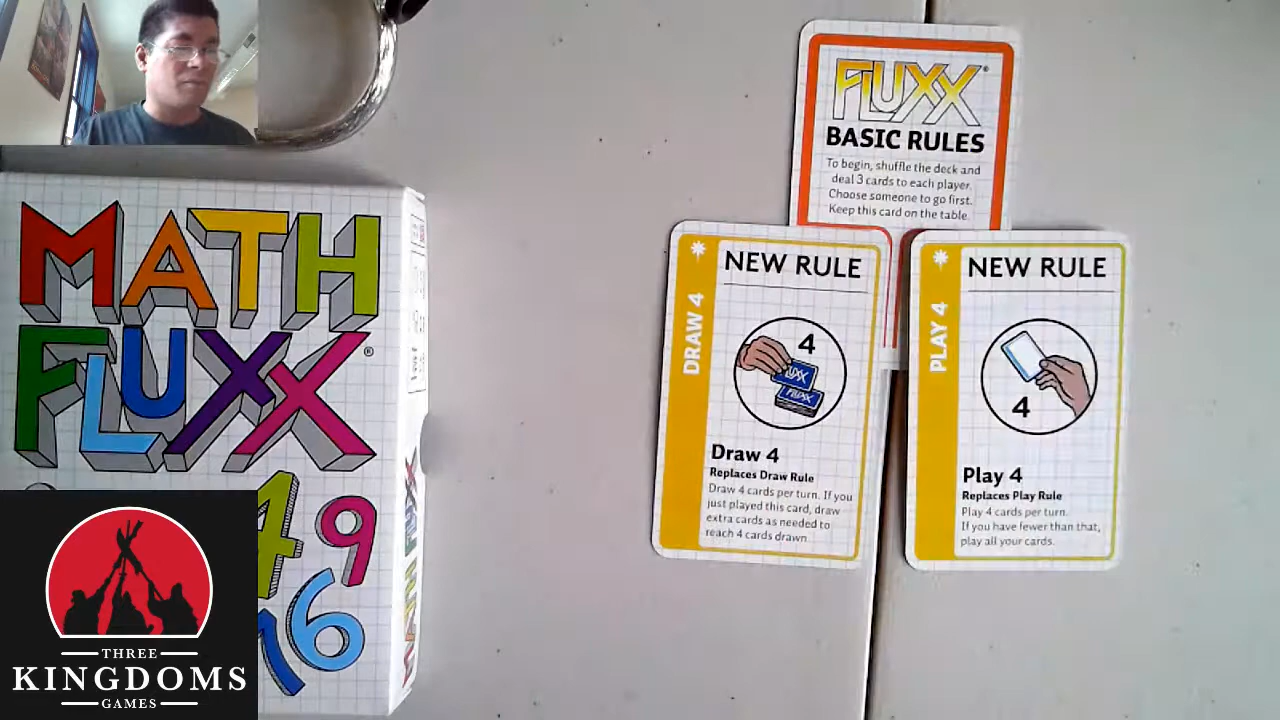 MATH
FLUXX®
4 9
6
THREE
KINGDOMS
GAMES
FLUXX®
BASIC RULES
To begin, shuffle the deck and
deal 3 cards to each player.
Choose someone to go first.
Keep this card on the table.
DRAW 4
NEW RULE
4
FLUXX
Draw 4
Replaces Draw Rule
Draw 4 cards per turn. If you
just played this card, draw
extra cards as needed to
reach 4 cards drawn.
PLAY 4
NEW RULE
4
Play 4
Replaces Play Rule
Play 4 cards per turn.
If you have fewer than that,
play all your cards.